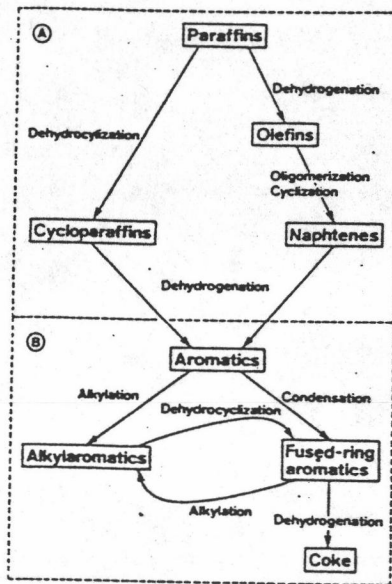 A
Paraffins
Dehydrogenation
Dehydrocylization
Olefins
Oligomerization
Cyclization
Cycloparaffins
Naphtenes
Dehydrogenation
B
Aromatics
Alkylation
Condensation
Dehydrocyclization
Alkylaromatics
Fused-ring
aromatics
Alkylation
Dehydrogenation
Coke